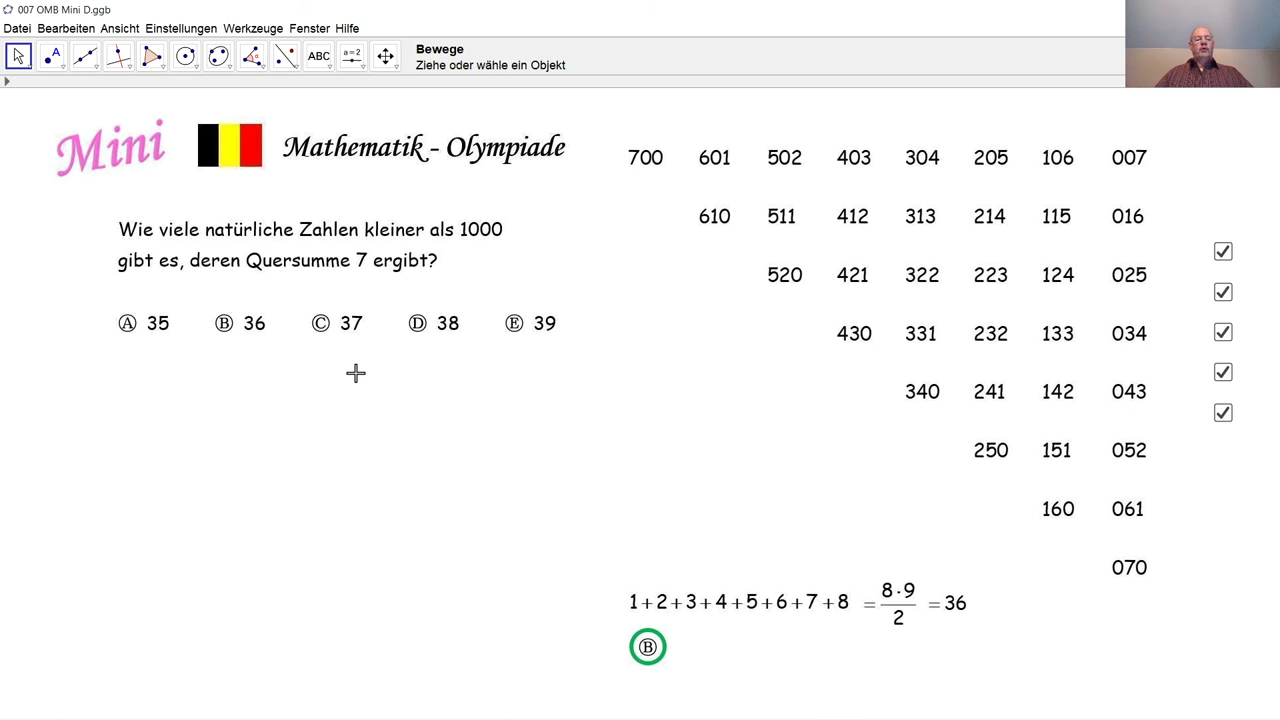 007 OMB Mini D.ggb
Datei Bearbeiten Ansicht Einstellungen Werkzeuge Fenster Hilfe
A ABC a=2 Bewege
Ziehe oder wähle ein Objekt
Mini Mathematik - Olympiade
Wie viele natürliche Zahlen kleiner als 1000
gibt es, deren Quersumme 7 ergibt?
Ⓐ 35 Ⓑ 36 Ⓒ 37 Ⓓ 38 Ⓔ 39
700 601 502 403 304 205 106 007
610 511 412 313 214 115 016
520 421 322 223 124 025
430 331 232 133 034
340 241 142 043
250 151 052
160 061
070
1+2+3+4+5+6+7+8 = 8·9/2 = 36
Ⓑ